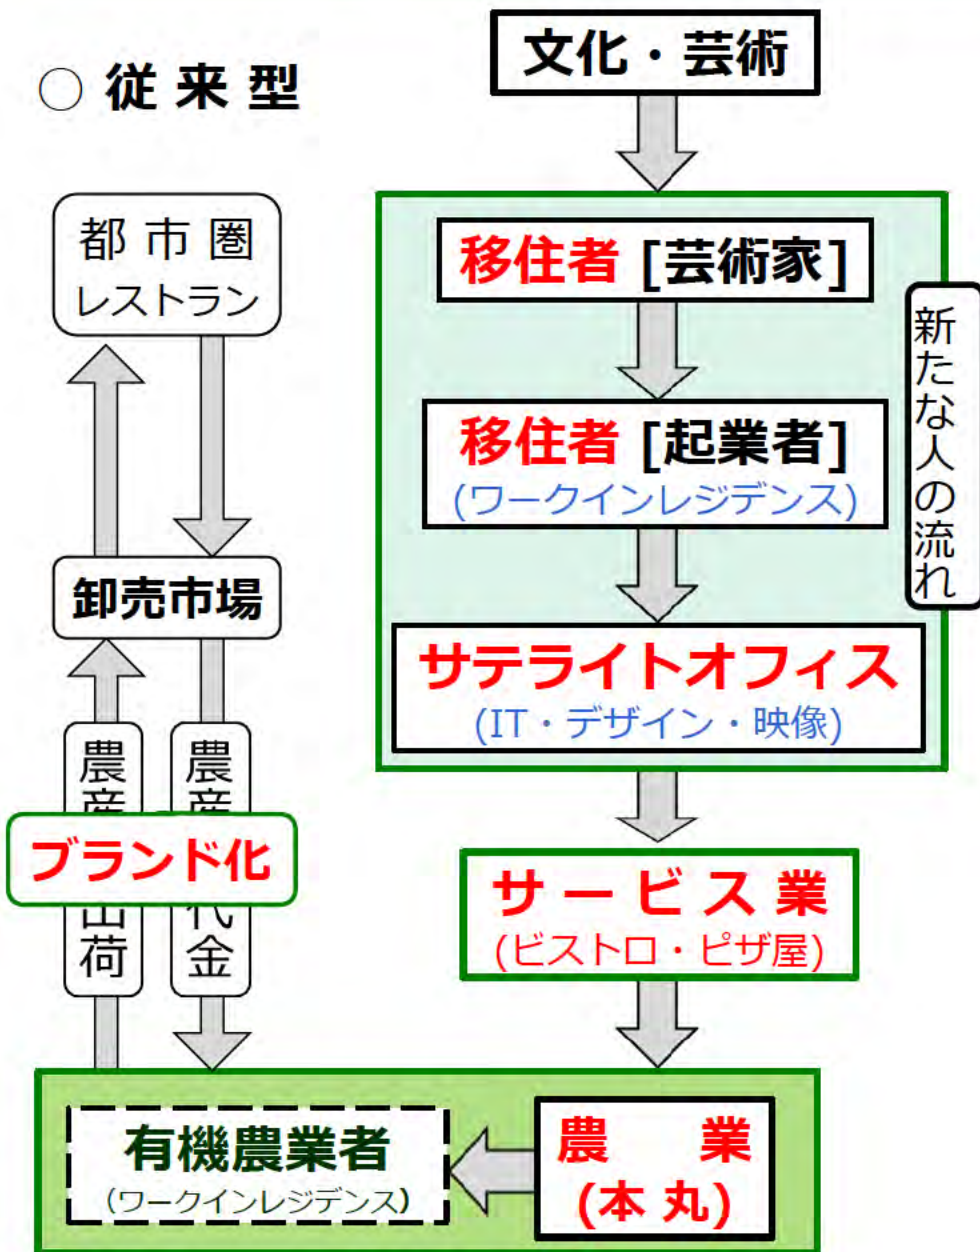 ○ 従来型
都市圏
レストラン
卸売市場
農産
出荷
農産
代金
ブランド化
文化・芸術
移住者 [芸術家]
移住者 [起業者]
(ワークインレジデンス)
サテライトオフィス
(IT・デザイン・映像)
新たな人の流れ
サービス業
(ビストロ・ピザ屋)
有機農業者
(ワークインレジデンス)
農 業
(本丸)